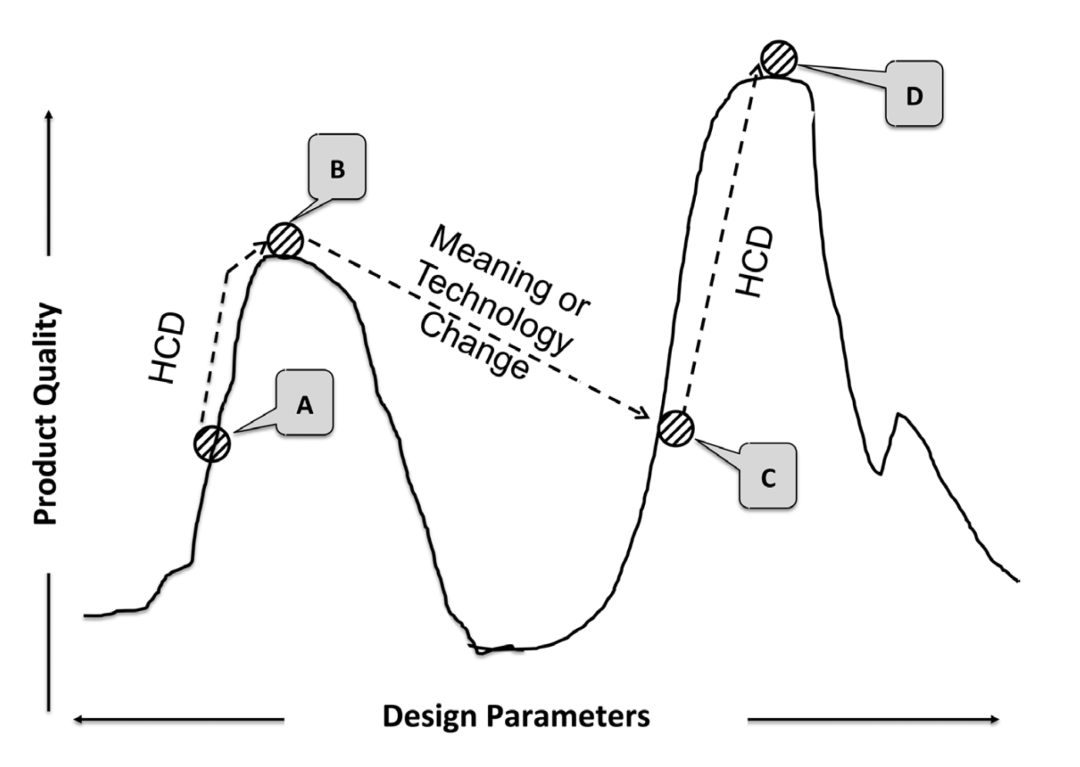 D
B
Meaning or
Technology
Change
HCD
HCD
A
C
Product Quality
Design Parameters